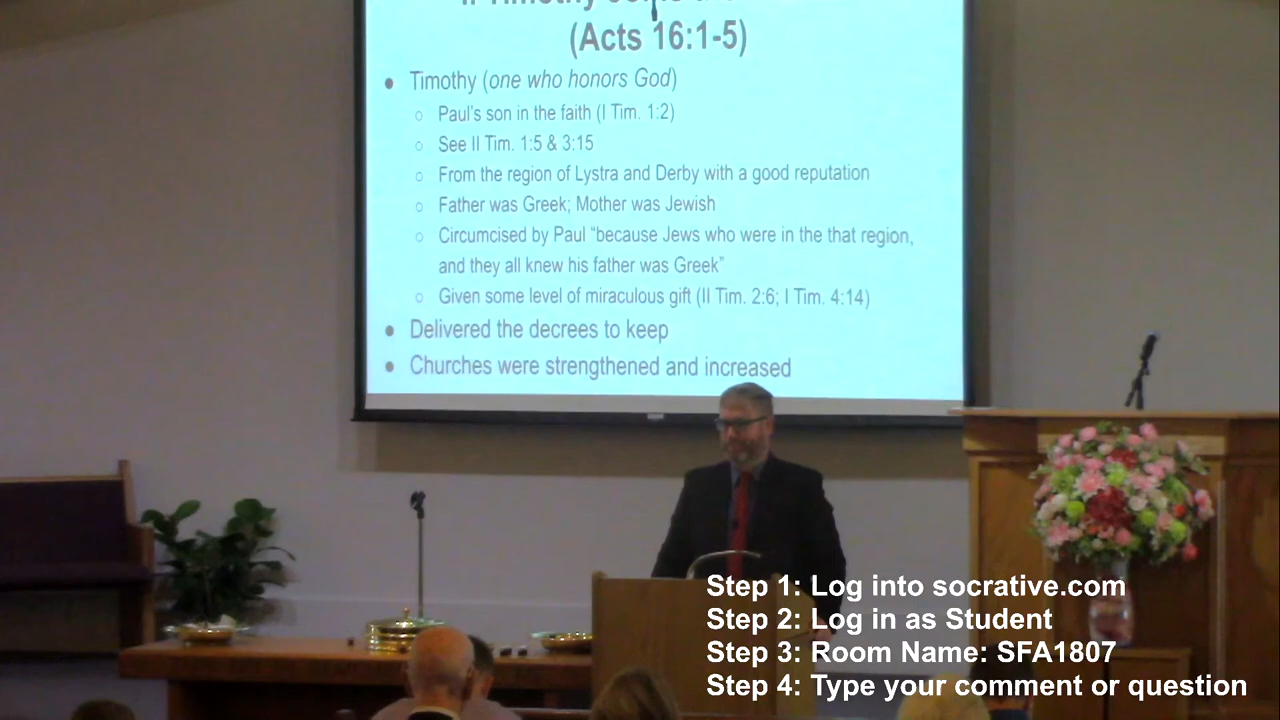 (Acts 16:1-5)
● Timothy (one who honors God)
○ Paul's son in the faith (I Tim. 1:2)
○ See II Tim. 1:5 & 3:15
○ From the region of Lystra and Derby with a good reputation
○ Father was Greek; Mother was Jewish
○ Circumcised by Paul “because Jews who were in the that region,
and they all knew his father was Greek”
○ Given some level of miraculous gift (II Tim. 2:6; I Tim. 4:14)
● Delivered the decrees to keep
● Churches were strengthened and increased
Step 1: Log into socrative.com
Step 2: Log in as Student
Step 3: Room Name: SFA1807
Step 4: Type your comment or question